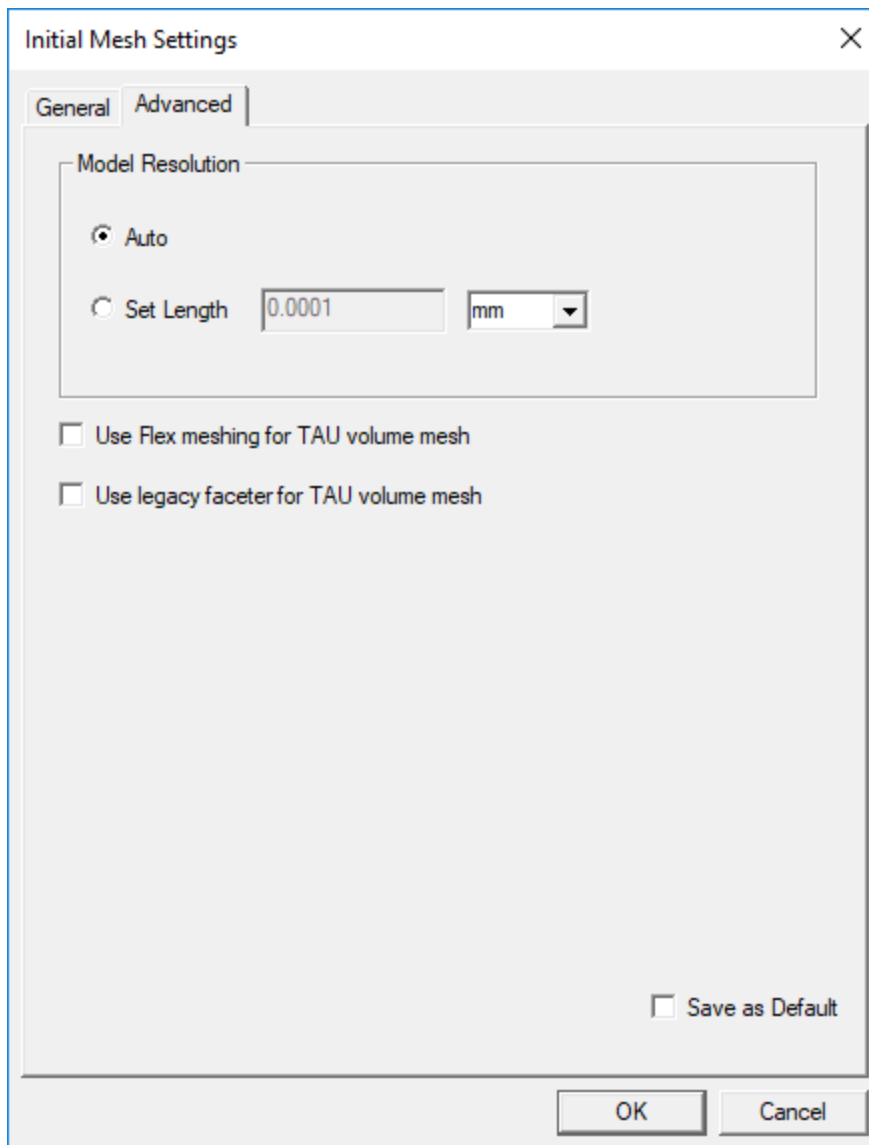 Initial Mesh Settings
General Advanced
Model Resolution
Auto
Set Length 0.0001 mm
Use Flex meshing for TAU volume mesh
Use legacy faceter for TAU volume mesh
Save as Default
OK Cancel